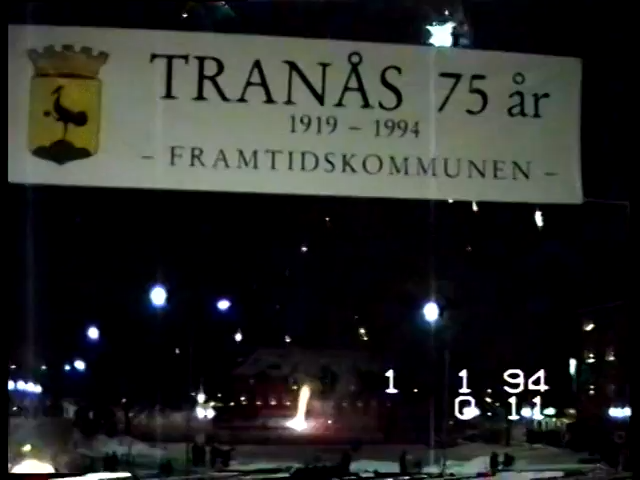 TRANÅS 75 år
1919 – 1994
– FRAMTIDSKOMMUNEN –
1. 1. 94
0 11